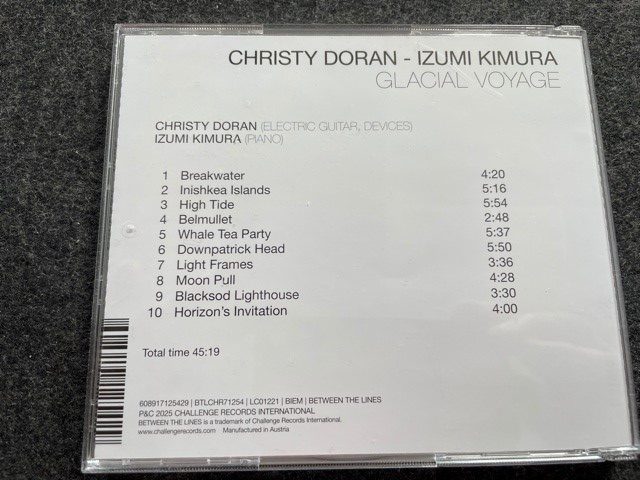 CHRISTY DORAN - IZUMI KIMURA
GLACIAL VOYAGE
CHRISTY DORAN (ELECTRIC GUITAR, DEVICES)
IZUMI KIMURA (PIANO)
1 Breakwater 4:20
2 Inishkea Islands 5:16
3 High Tide 5:54
4 Belmullet 2:48
5 Whale Tea Party 5:37
6 Downpatrick Head 5:50
7 Light Frames 3:36
8 Moon Pull 4:28
9 Blacksod Lighthouse 3:30
10 Horizon's Invitation 4:00
Total time 45:19
608917125429 | BTLCHR71254 | LC01221 | BIEM | BETWEEN THE LINES
P&C 2025 CHALLENGE RECORDS INTERNATIONAL
BETWEEN THE LINES is a trademark of Challenge Records International.
www.challengerecords.com Manufactured in Austria